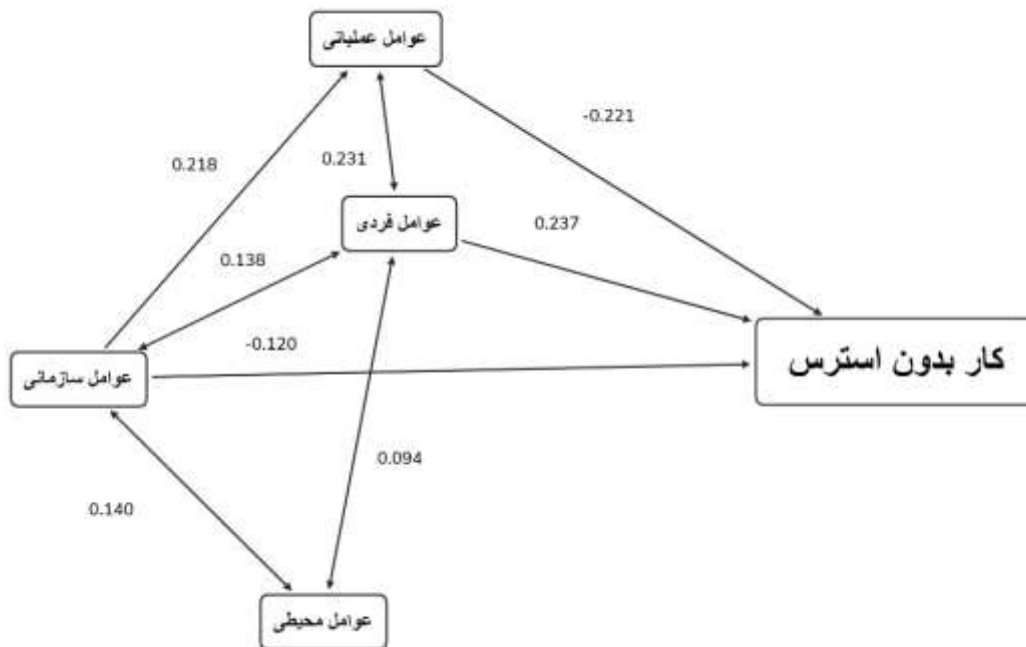 عوامل عملیاتی
-0.221
0.218
0.231
عوامل فردی
0.237
0.138
-0.120
کار بدون استرس
عوامل سازمانی
0.094
0.140
عوامل محیطی